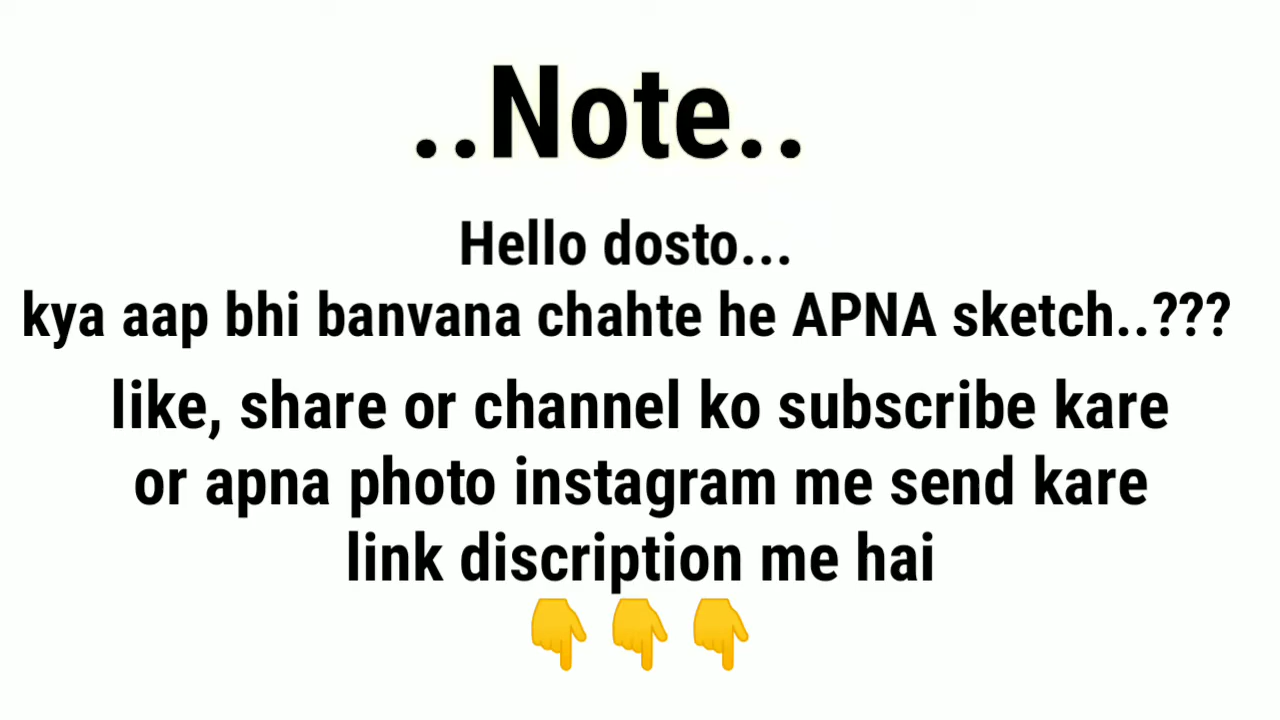 ..Note..
Hello dosto...
kya aap bhi banvana chahte he APNA sketch..???
like, share or channel ko subscribe kare
or apna photo instagram me send kare
link discription me hai
👇👇👇